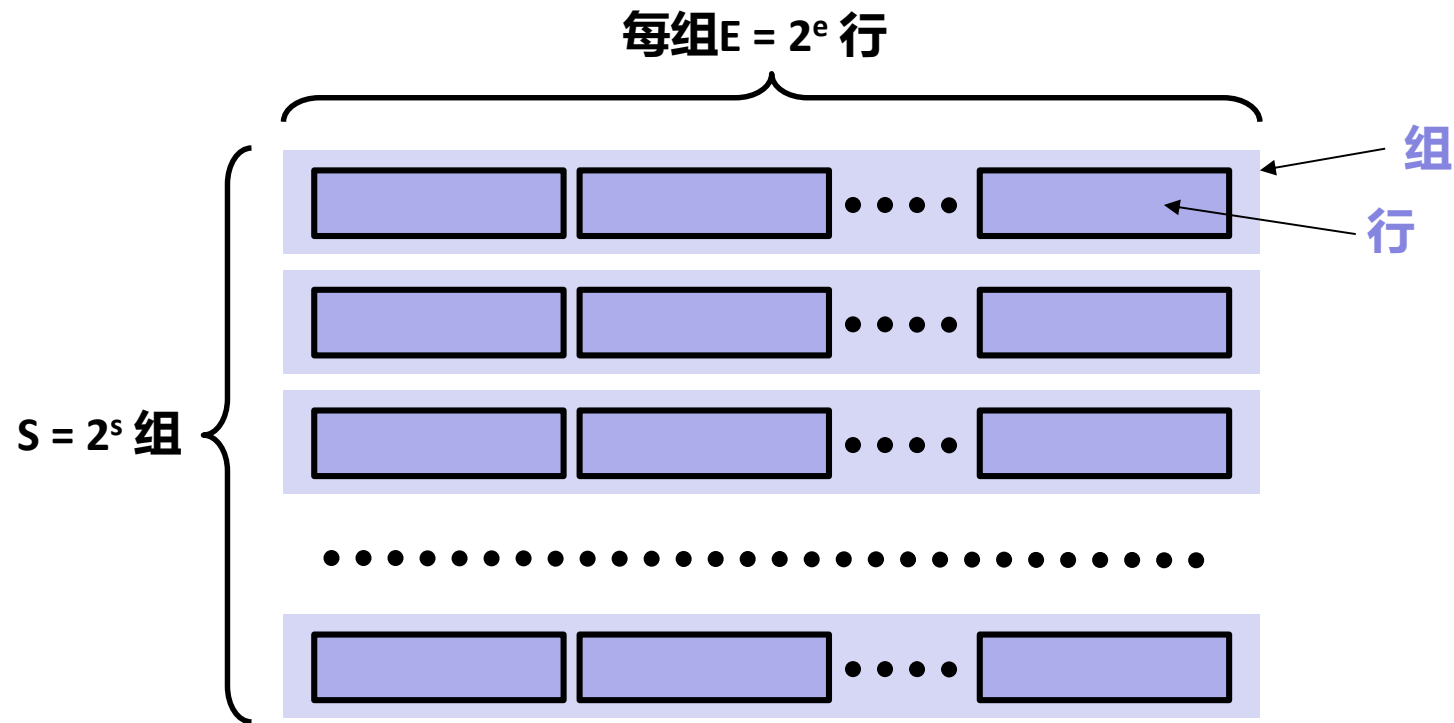 每组E = 2ᵉ 行
组
行
S = 2ˢ 组